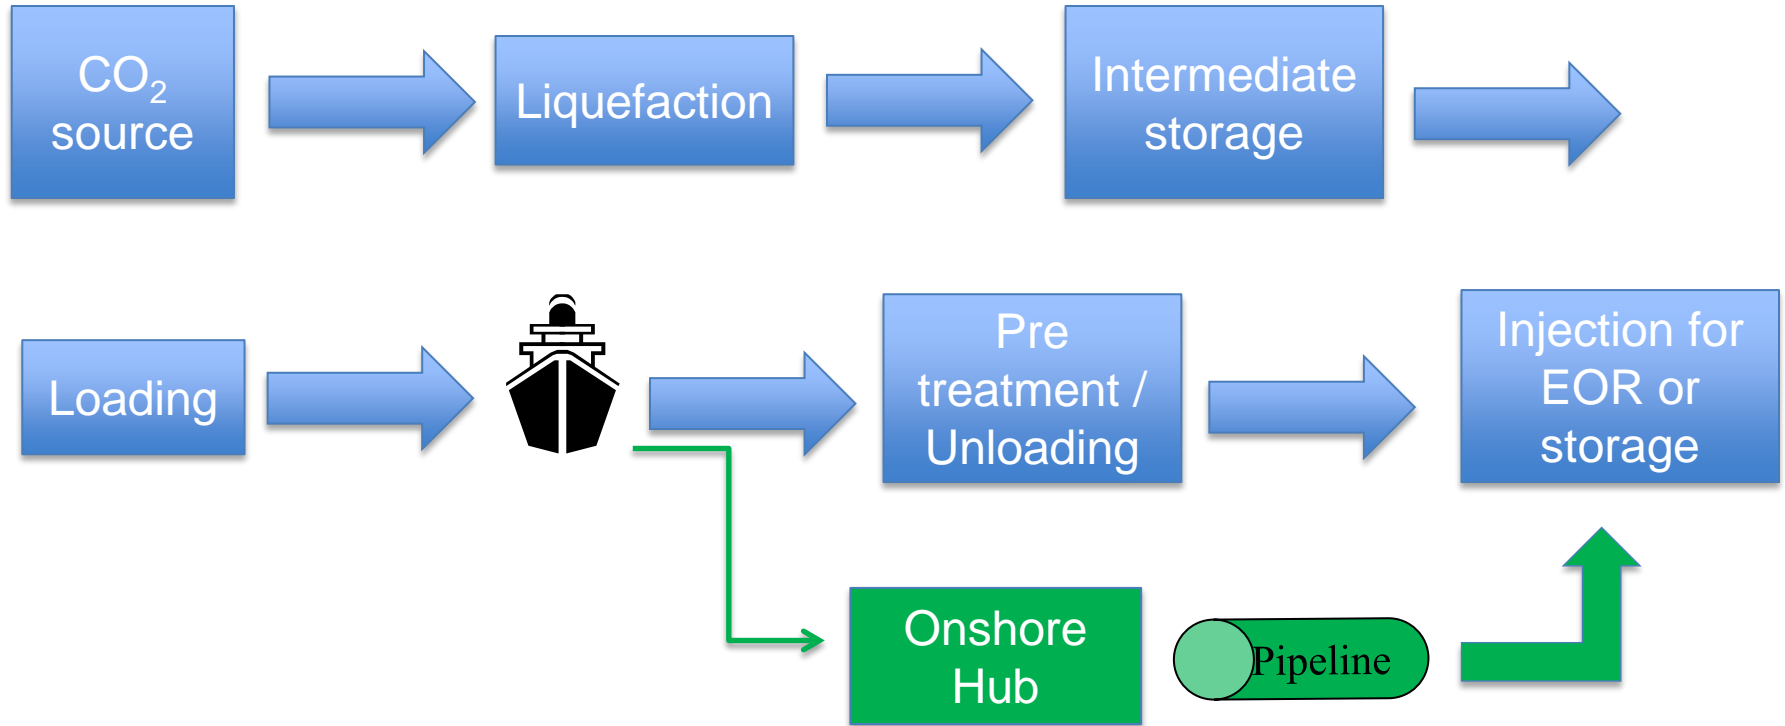 CO₂
source
Liquefaction
Intermediate
storage
Loading
Pre
treatment /
Unloading
Injection for
EOR or
storage
Onshore
Hub
Pipeline